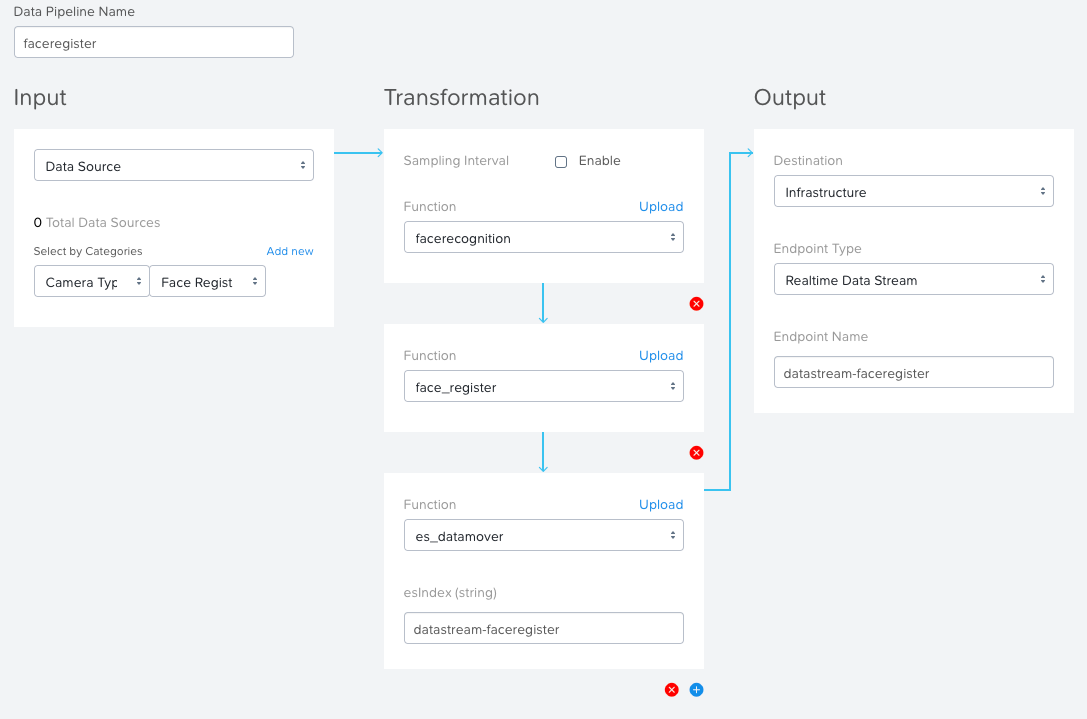 Data Pipeline Name
faceregister
Input
Data Source
0 Total Data Sources
Select by Categories Add new
Camera Typ Face Regist
Transformation
Sampling Interval Enable
Function Upload
facerecognition
Function Upload
face_register
Function Upload
es_datamover
esIndex (string)
datastream-faceregister
Output
Destination
Infrastructure
Endpoint Type
Realtime Data Stream
Endpoint Name
datastream-faceregister